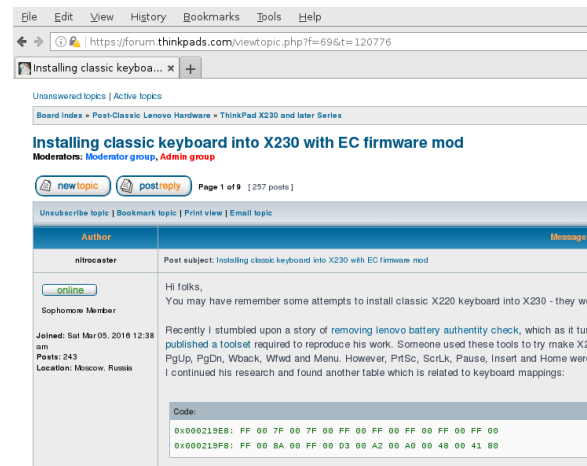 File Edit View History Bookmarks Tools Help
https://forum.thinkpads.com/viewtopic.php?f=69&t=120776
Installing classic keyboa... × +
Unanswered topics | Active topics
Board index » Post-Classic Lenovo Hardware » ThinkPad X230 and later Series
Installing classic keyboard into X230 with EC firmware mod
Moderators: Moderator group, Admin group
newtopic postreply Page 1 of 9 [ 257 posts ]
Unsubscribe topic | Bookmark topic | Print view | Email topic
Author Message
nitrocaster Post subject: Installing classic keyboard into X230 with EC firmware mod
online
Sophomore Member
Joined: Sat Mar 05, 2016 12:38
am
Posts: 243
Location: Moscow, Russia
Hi folks,
You may have remember some attempts to install classic X220 keyboard into X230 - they w
Recently I stumbled upon a story of removing lenovo battery authentity check, which as it tu
published a toolset required to reproduce his work. Someone used these tools to try make X2
PgUp, PgDn, Wback, Wfwd and Menu. However, PrtSc, ScrLk, Pause, Insert and Home wer
I continued his research and found another table which is related to keyboard mappings:
Code:
0x000219E8: FF 00 7F 00 7F 00 FF 00 FF 00 FF 00 FF 00 FF 00
0x000219F8: FF 00 8A 00 FF 00 D3 00 A2 00 A0 00 48 00 41 80